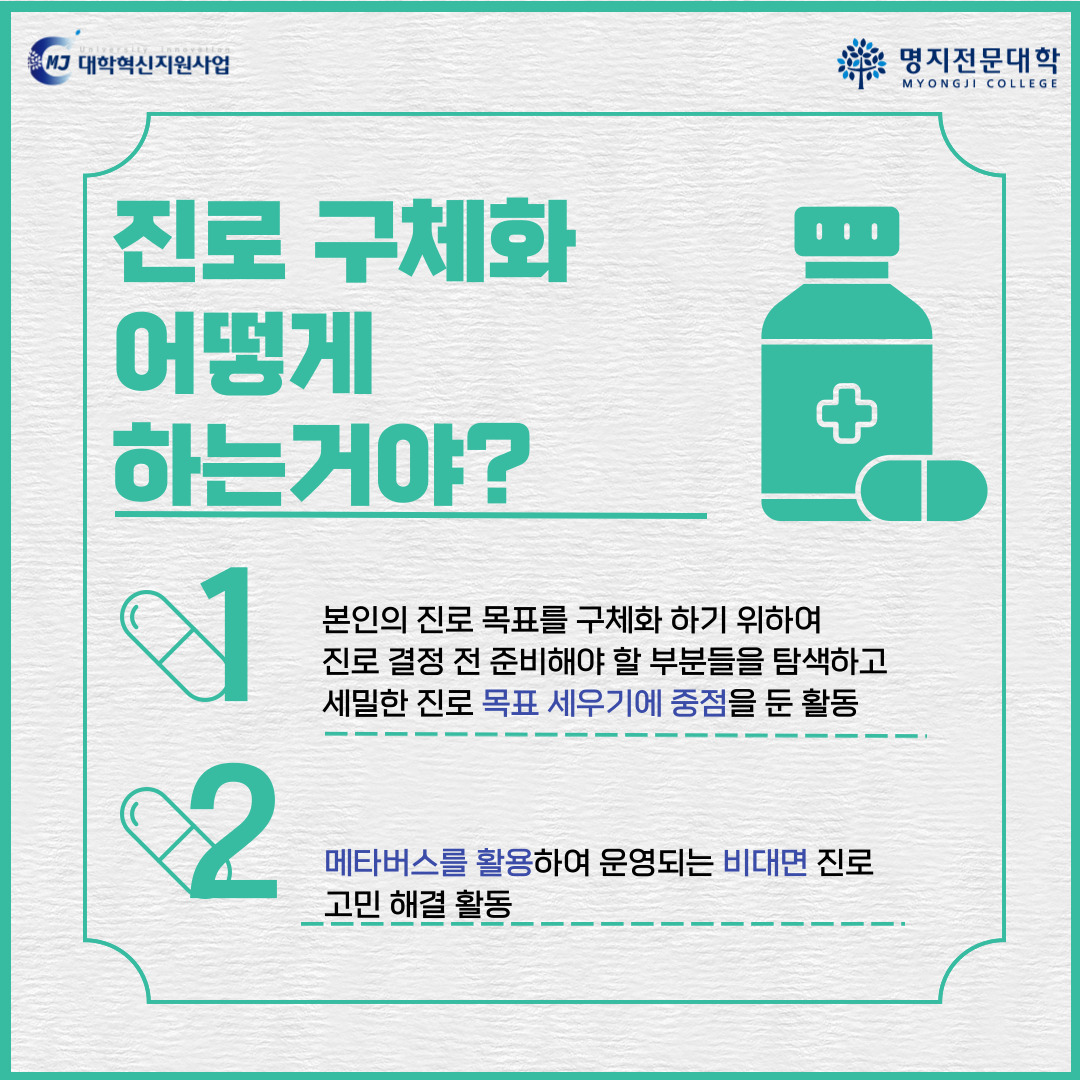 University Innovation
MJ 대학혁신지원사업
명지전문대학
MYONGJI COLLEGE
진로 구체화
어떻게
하는거야?
1
본인의 진로 목표를 구체화 하기 위하여
진로 결정 전 준비해야 할 부분들을 탐색하고
세밀한 진로 목표 세우기에 중점을 둔 활동
2
메타버스를 활용하여 운영되는 비대면 진로
고민 해결 활동